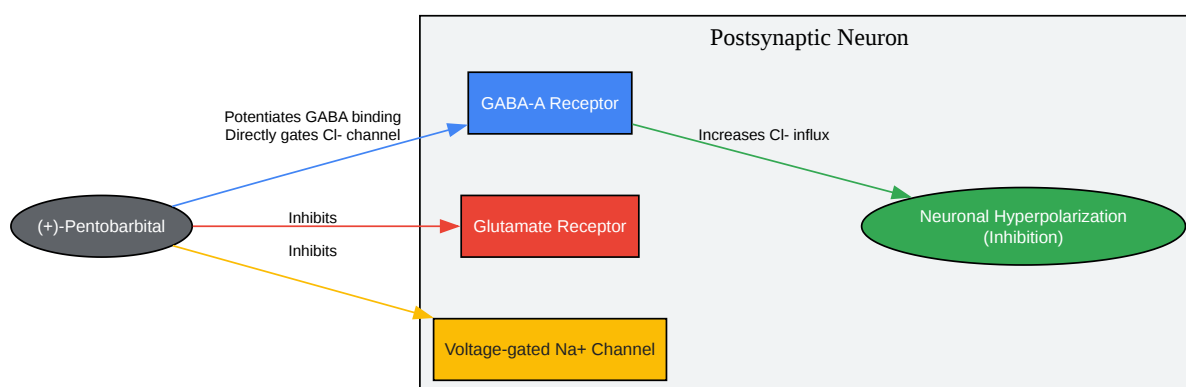 Postsynaptic Neuron
Potentiates GABA binding
Directly gates Cl- channel
GABA-A Receptor
Increases Cl- influx
(+)-Pentobarbital
Inhibits
Glutamate Receptor
Neuronal Hyperpolarization
(Inhibition)
Inhibits
Voltage-gated Na+ Channel